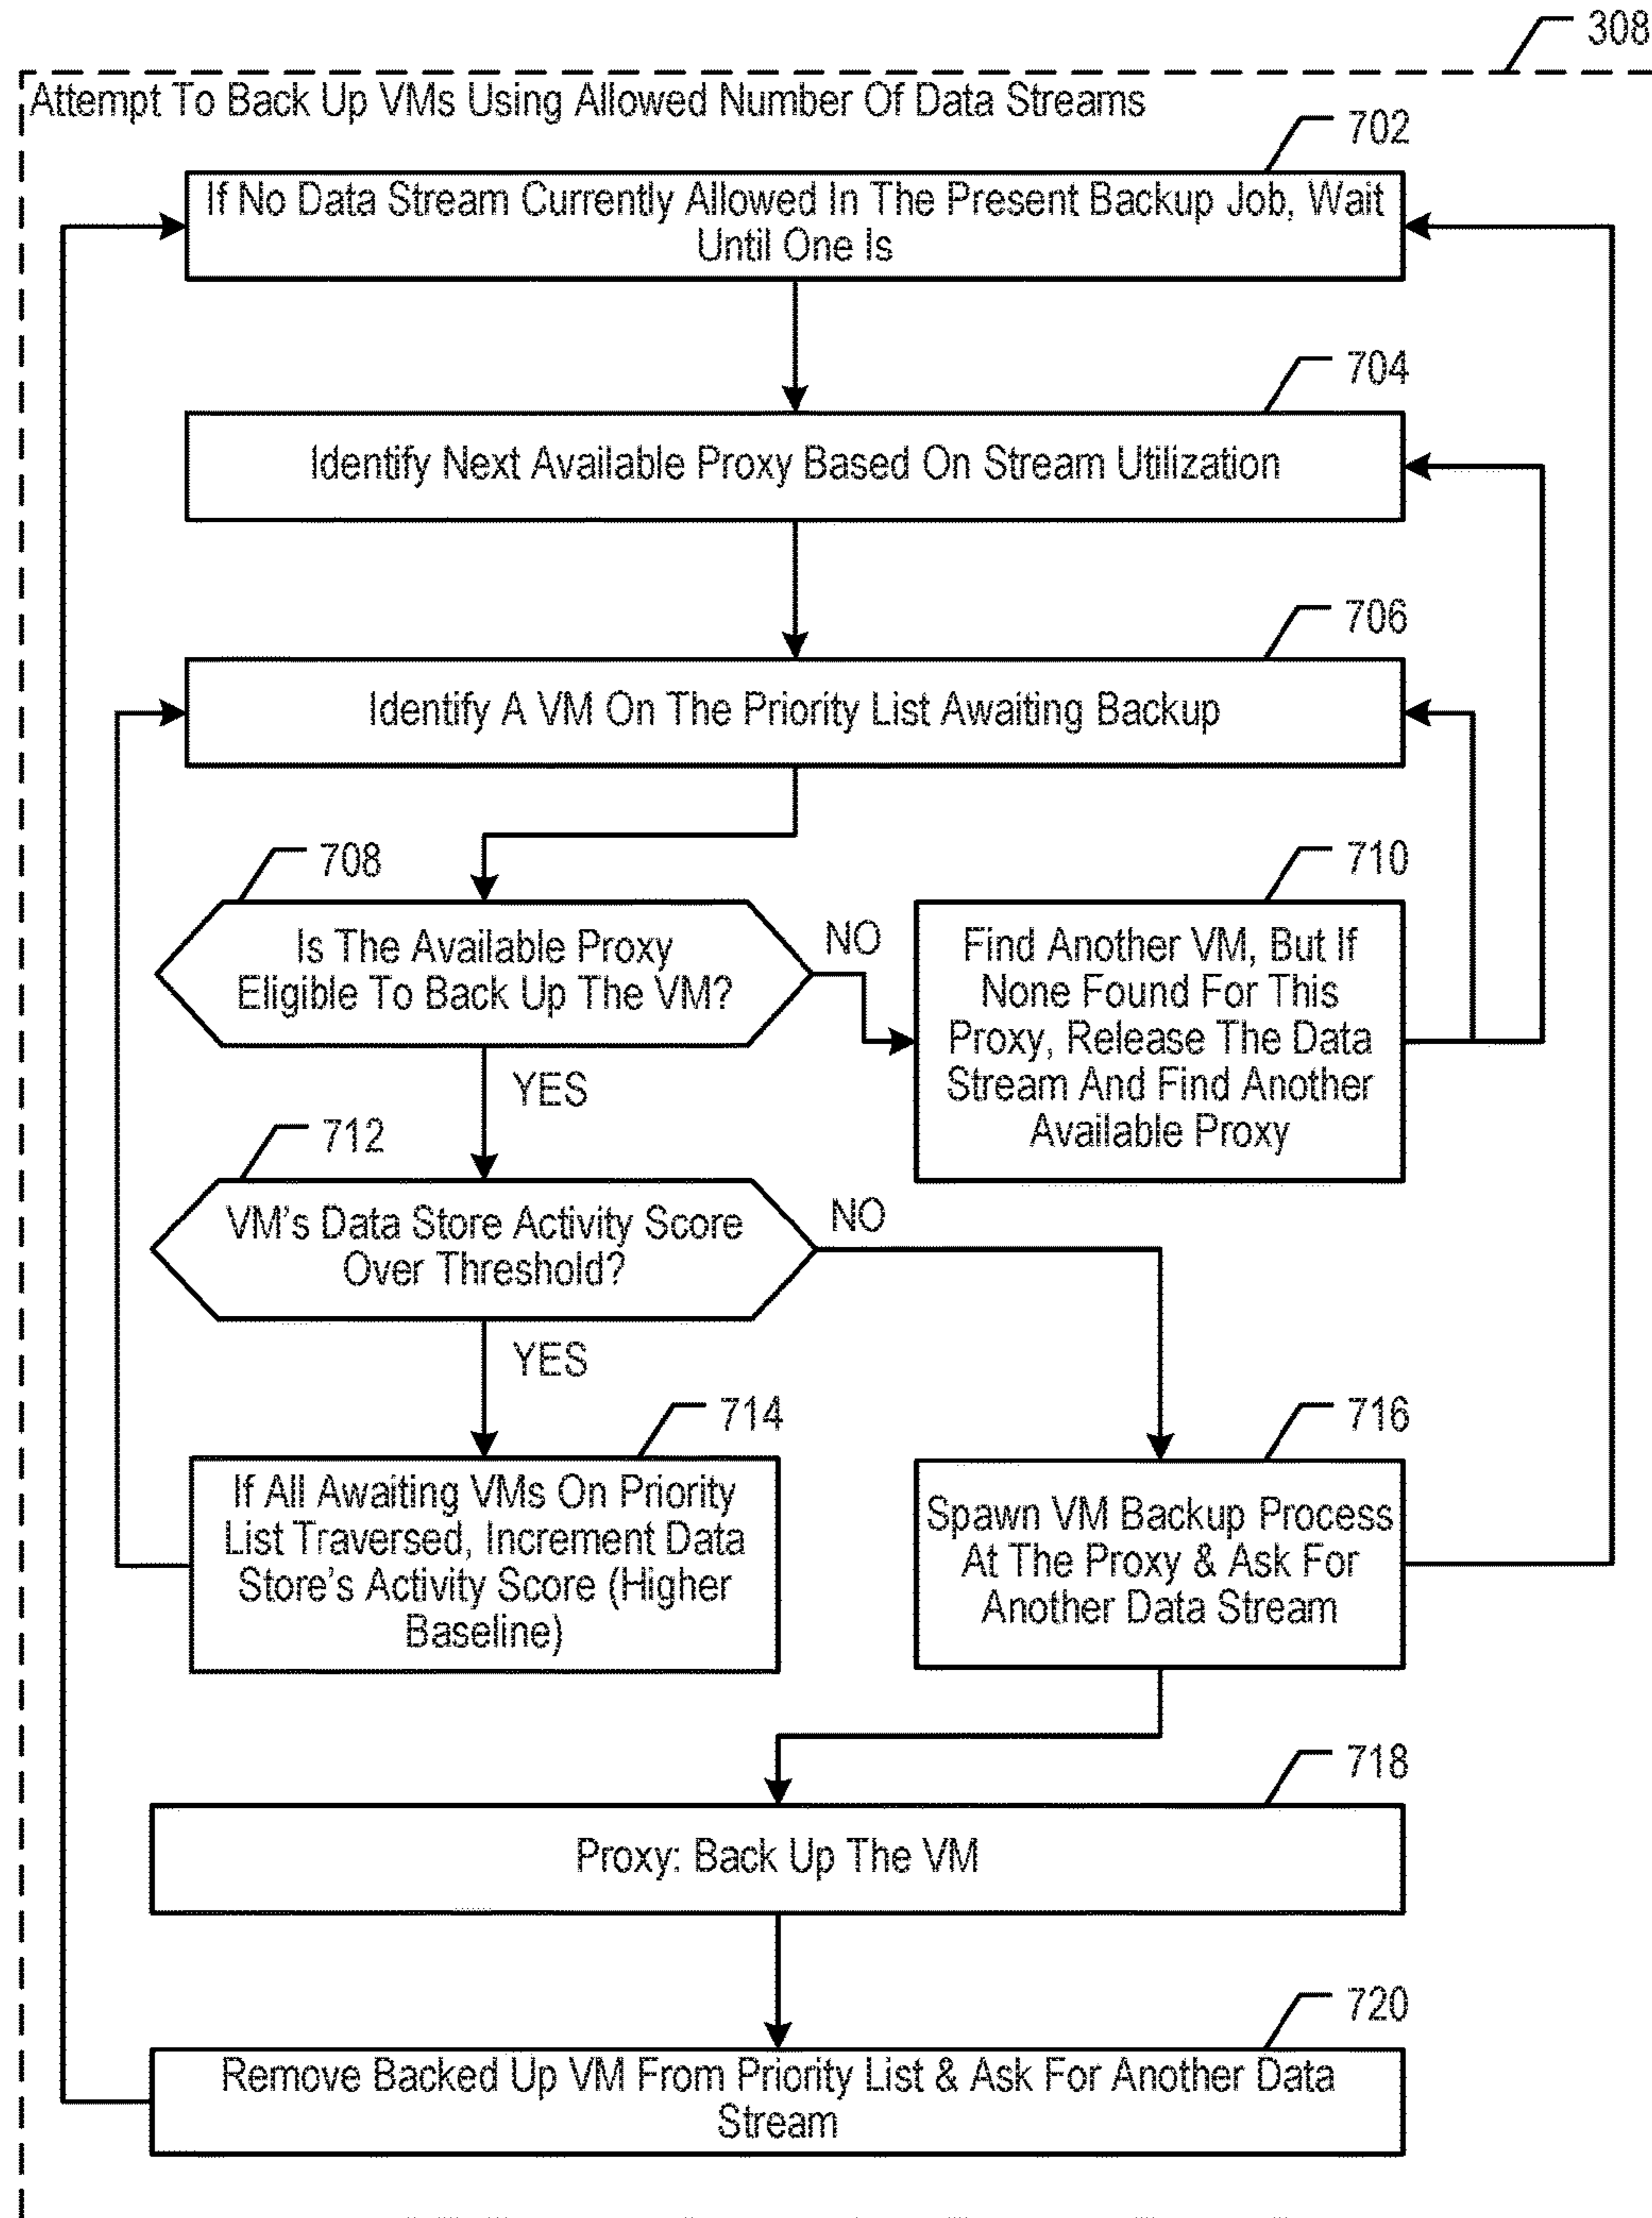 308
Attempt To Back Up VMs Using Allowed Number Of Data Streams
702
If No Data Stream Currently Allowed In The Present Backup Job, Wait
Until One Is
704
Identify Next Available Proxy Based On Stream Utilization
706
Identify A VM On The Priority List Awaiting Backup
708
Is The Available Proxy
Eligible To Back Up The VM?
NO
YES
710
Find Another VM, But If
None Found For This
Proxy, Release The Data
Stream And Find Another
Available Proxy
712
VM's Data Store Activity Score
Over Threshold?
NO
YES
714
If All Awaiting VMs On Priority
List Traversed, Increment Data
Store's Activity Score (Higher
Baseline)
716
Spawn VM Backup Process
At The Proxy & Ask For
Another Data Stream
718
Proxy: Back Up The VM
720
Remove Backed Up VM From Priority List & Ask For Another Data
Stream